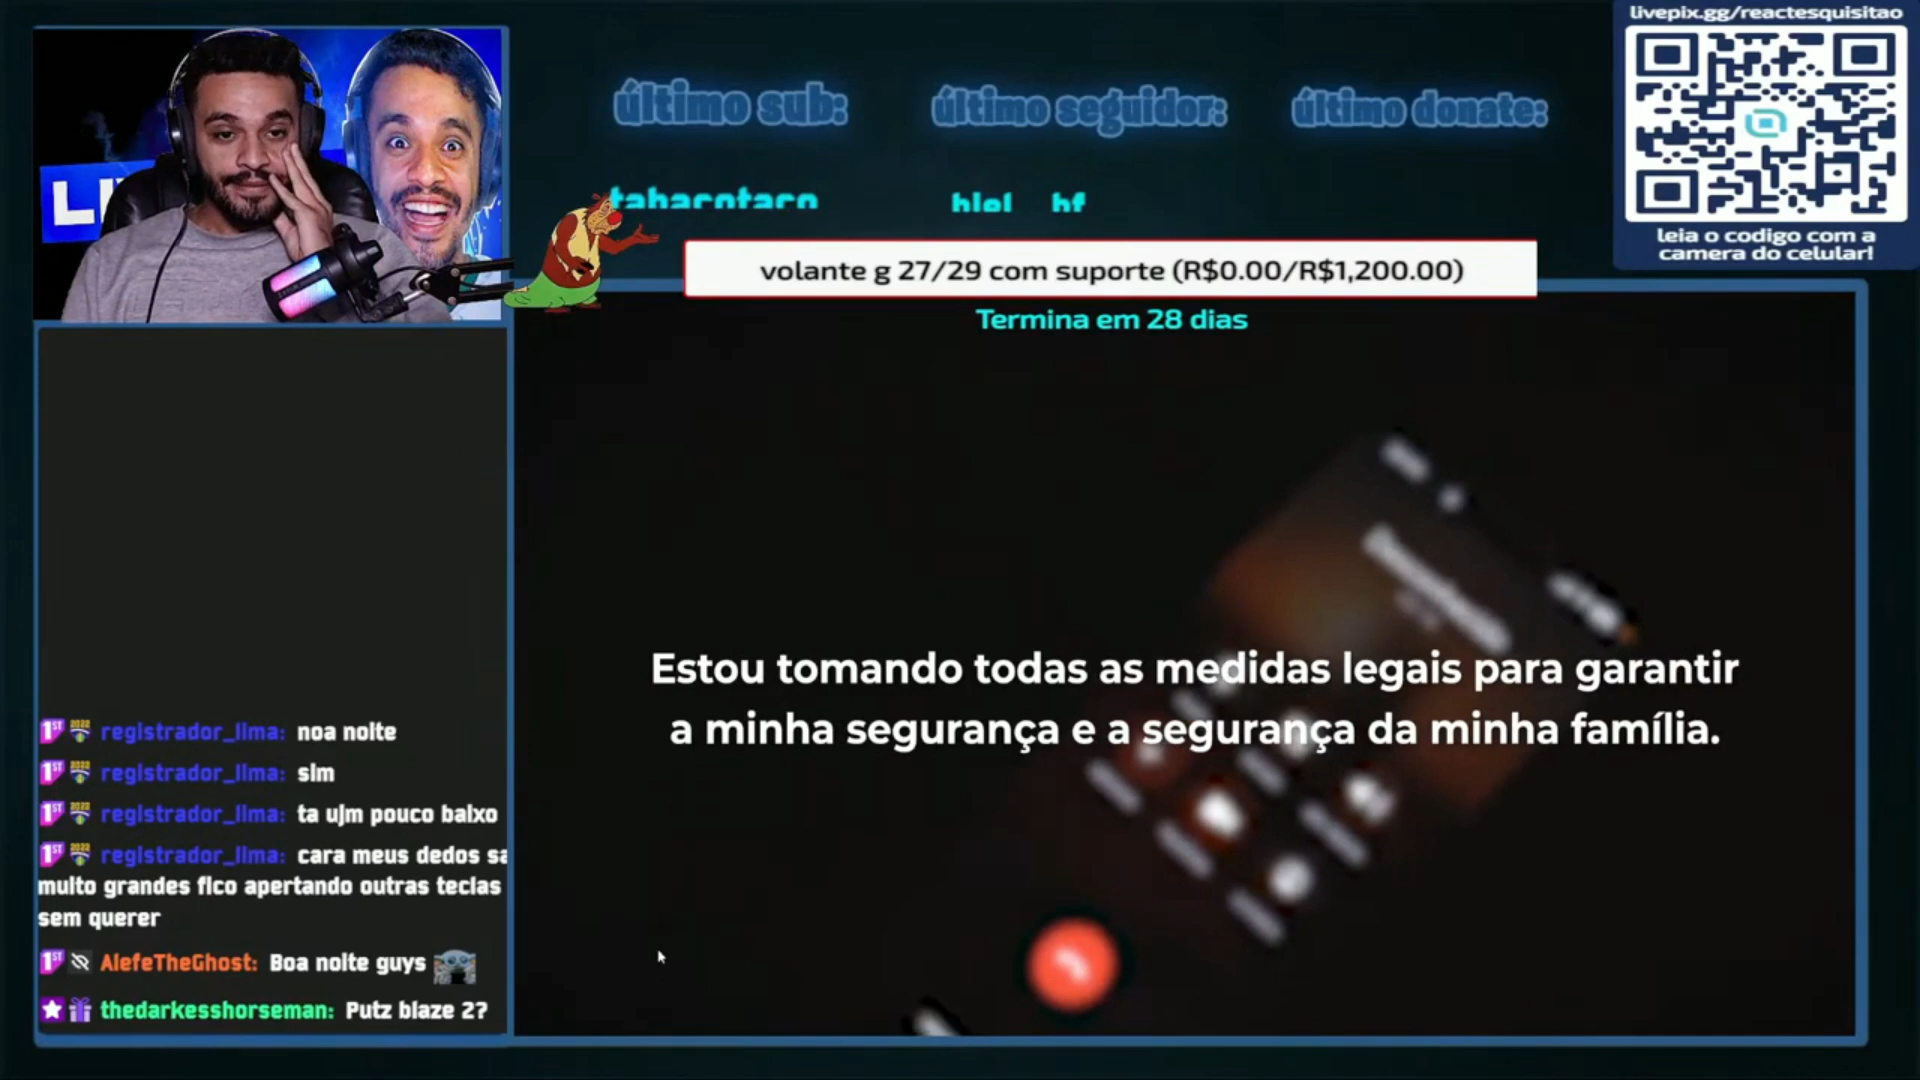 livepix.gg/reactesquisitao
último sub:
último seguidor:
último donate:
leia o codigo com a
camera do celular!
volante g 27/29 com suporte (R$0.00/R$1,200.00)
Termina em 28 dias
Estou tomando todas as medidas legais para garantir
a minha segurança e a segurança da minha família.
registrador_lima: noa noite
registrador_lima: sim
registrador_lima: ta ujm pouco baixo
registrador_lima: cara meus dedos sa
muito grandes fico apertando outras teclas
sem querer
AlefeTheGhost: Boa noite guys
thedarkesshorseman: Putz blaze 2?